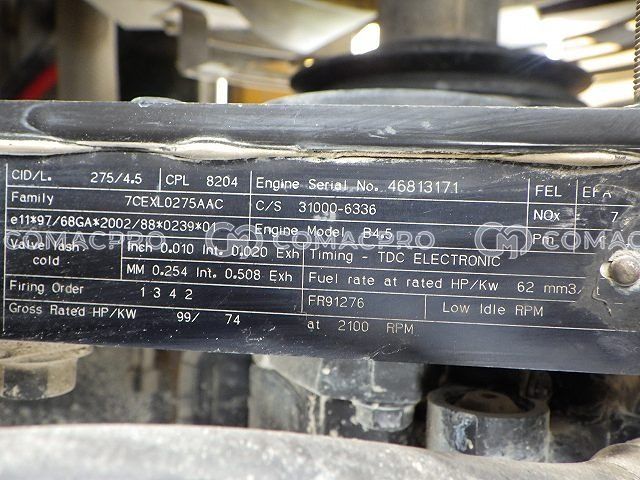 CID/L. 275/4.5 CPL 8204 Engine Serial No. 46813171 FEL EPA
Family 7CEXL0275AAC C/S 31000-6336 NOx 7
e11*97/68GA*2002/88*0239*01 Engine Model B4.5 Pm
COMACPRO COMACPRO COMACPRO
Valve lash Inch 0.010 Int. 0.020 Exh Timing - TDC ELECTRONIC
cold MM 0.254 Int. 0.508 Exh Fuel rate at rated HP/Kw 62 mm3/
Firing Order 1 3 4 2 FR91276 Low Idle RPM
Gross Rated HP/KW 99/ 74 at 2100 RPM